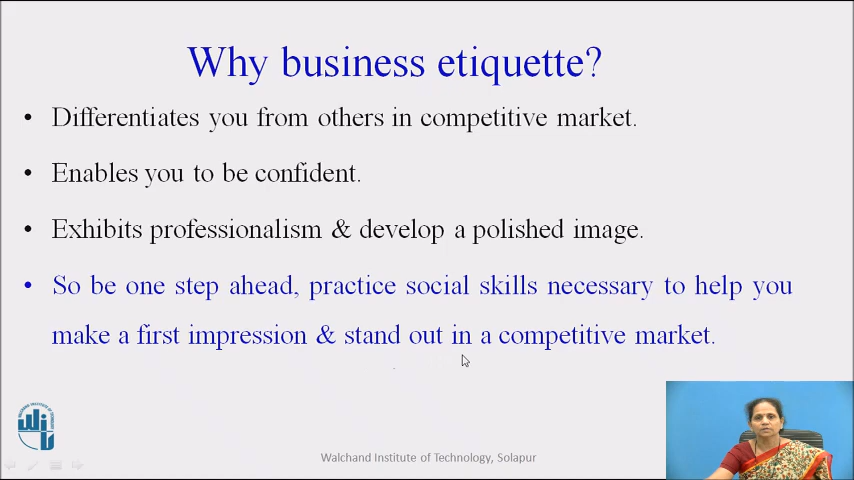 Why business etiquette?
• Differentiates you from others in competitive market.
• Enables you to be confident.
• Exhibits professionalism & develop a polished image.
• So be one step ahead, practice social skills necessary to help you
make a first impression & stand out in a competitive market.
Walchand Institute of Technology, Solapur